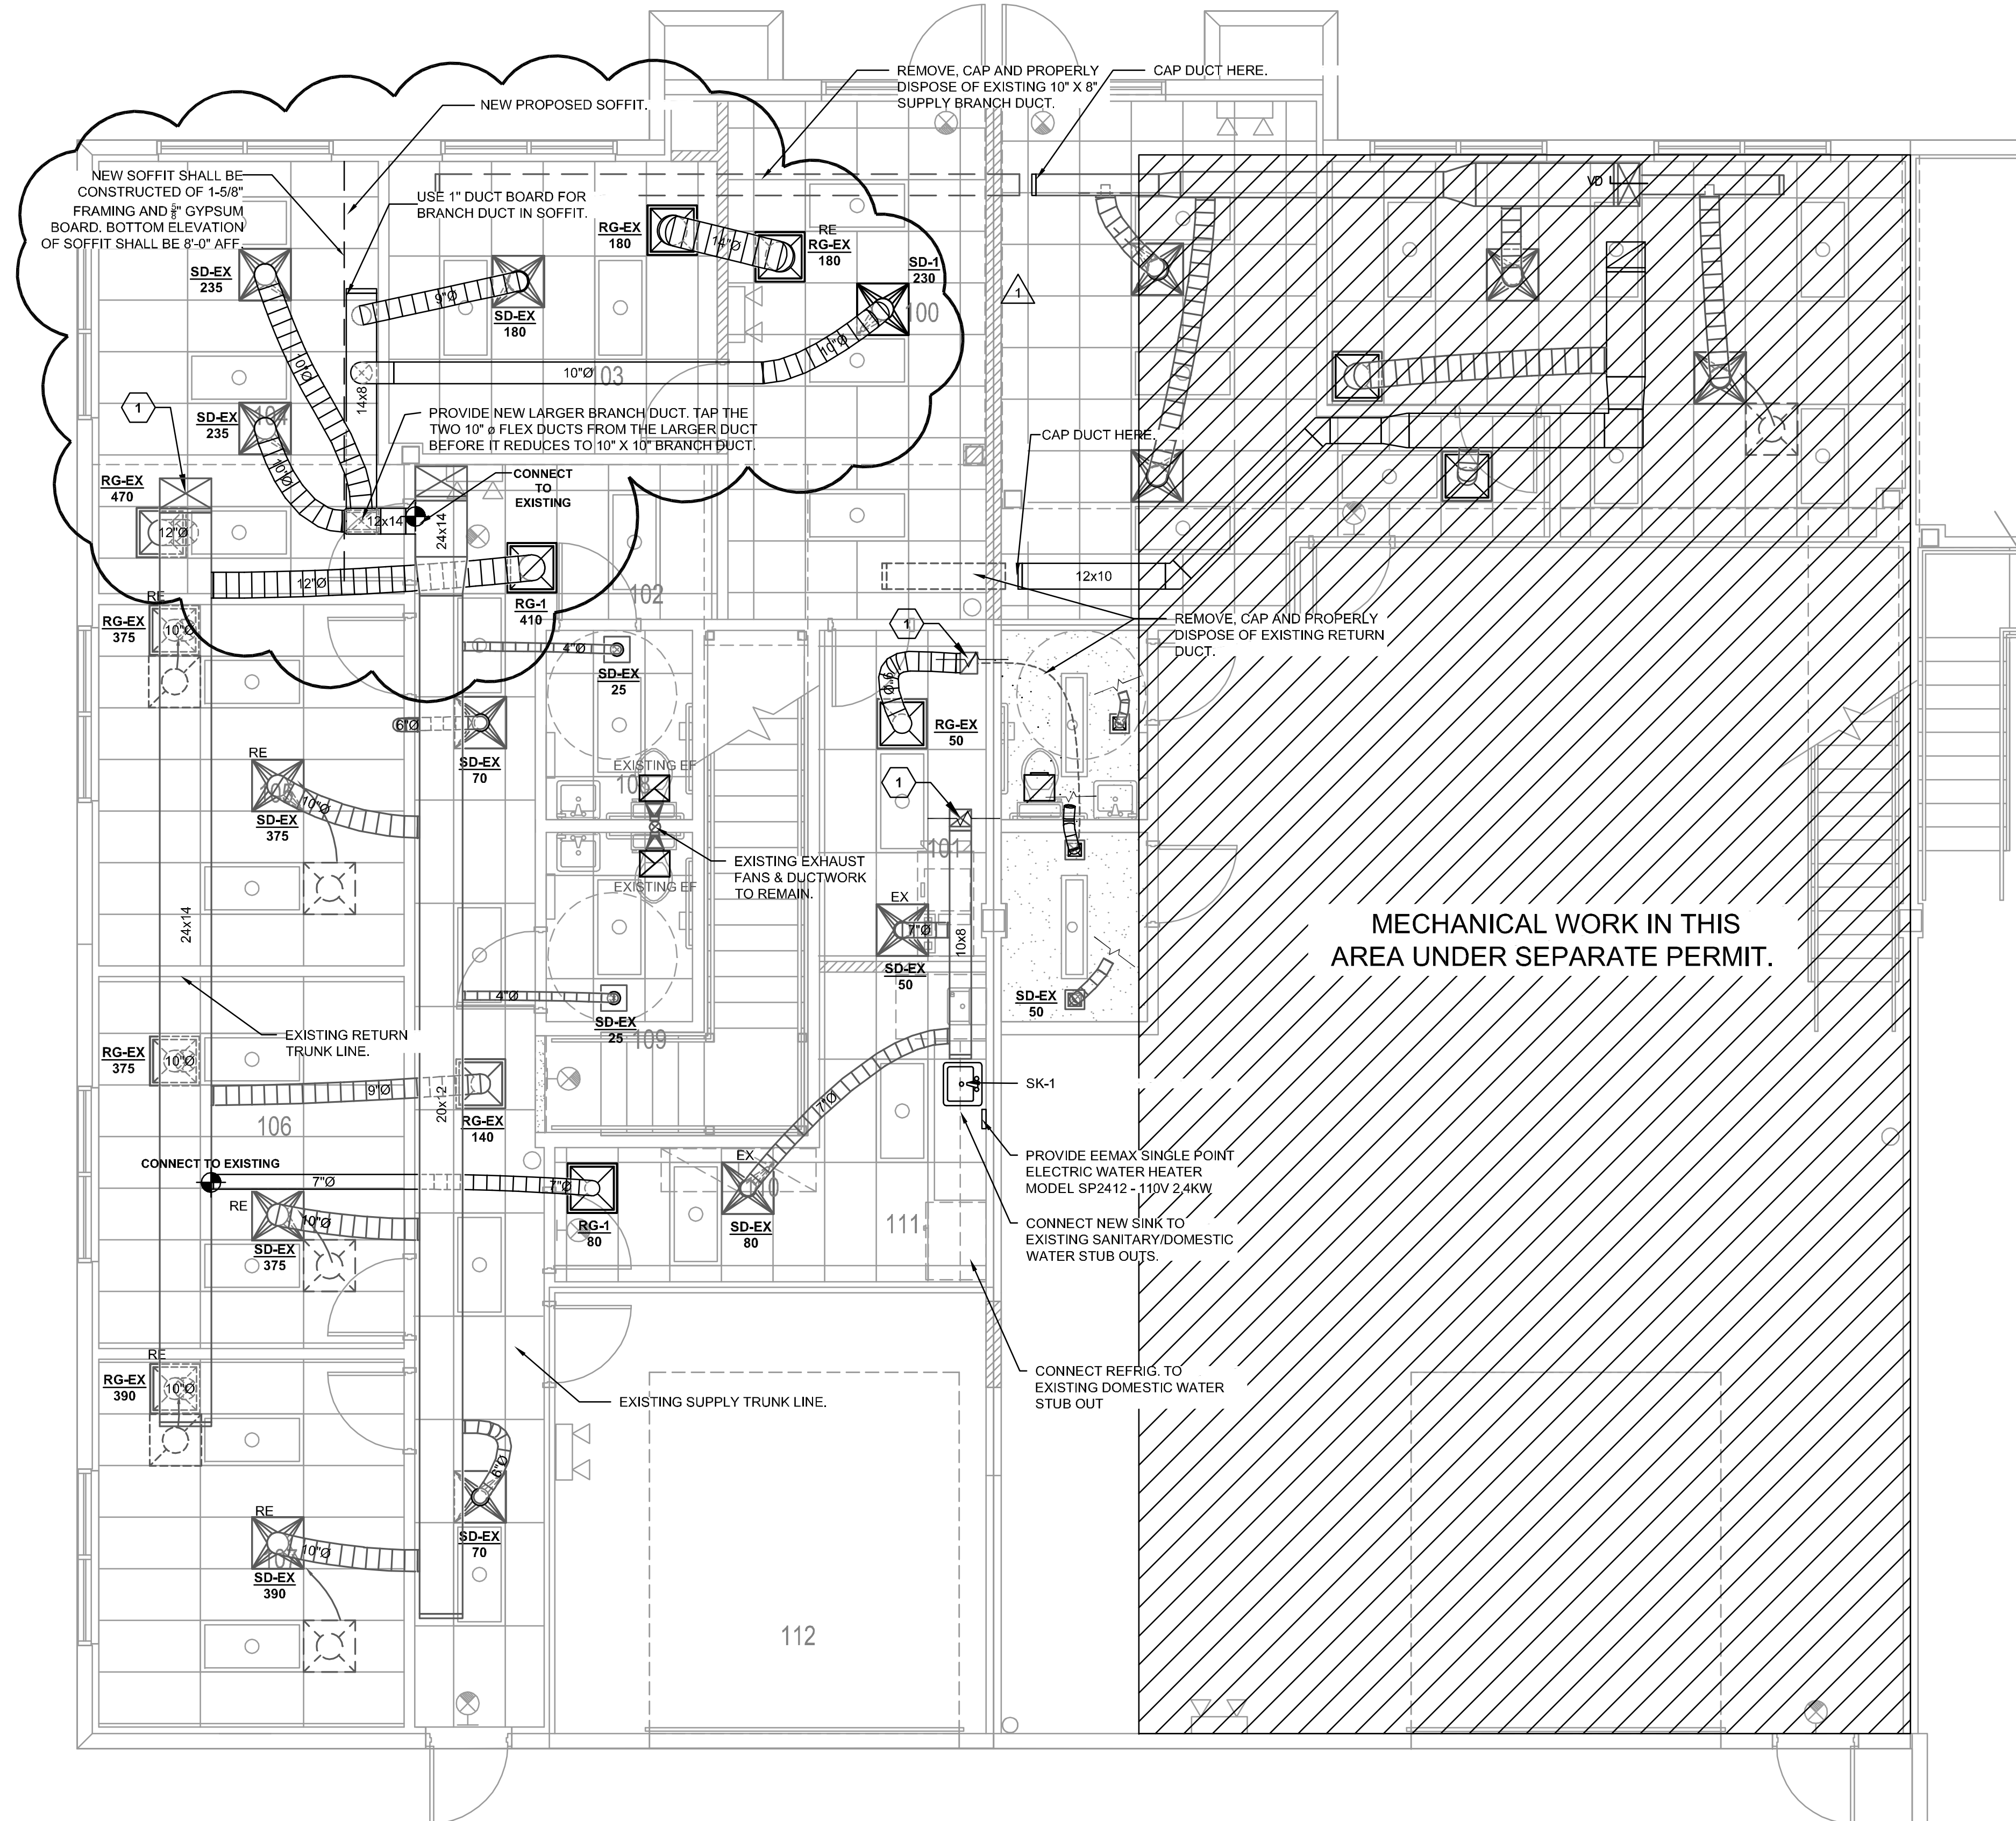 REMOVE, CAP AND PROPERLY
DISPOSE OF EXISTING 10" X 8"
SUPPLY BRANCH DUCT.
CAP DUCT HERE.
NEW PROPOSED SOFFIT.
NEW SOFFIT SHALL BE
CONSTRUCTED OF 1-5/8"
FRAMING AND 5/8" GYPSUM
BOARD. BOTTOM ELEVATION
OF SOFFIT SHALL BE 8'-0" AFF.
USE 1" DUCT BOARD FOR
BRANCH DUCT IN SOFFIT.
VD
RG-EX
180
14"Ø
RE
RG-EX
180
SD-1
230
100
1
SD-EX
235
9"Ø
SD-EX
180
10"Ø
10"Ø
10"Ø
103
14x8
1
SD-EX
235
104
10"Ø
PROVIDE NEW LARGER BRANCH DUCT. TAP THE
TWO 10" ø FLEX DUCTS FROM THE LARGER DUCT
BEFORE IT REDUCES TO 10" X 10" BRANCH DUCT.
CAP DUCT HERE.
CONNECT
TO
EXISTING
RG-EX
470
12"Ø
12x14
24x14
12"Ø
RG-1
410
102
12x10
RE
RG-EX
375
10"Ø
4"Ø
SD-EX
25
1
REMOVE, CAP AND PROPERLY
DISPOSE OF EXISTING RETURN
DUCT.
6"Ø
RG-EX
50
6"Ø
SD-EX
70
RE
105
10"Ø
SD-EX
375
EXISTING EF
108
EXISTING EF
1
101
EXISTING EXHAUST
FANS & DUCTWORK
TO REMAIN.
EX
7"Ø
SD-EX
50
10x8
24x14
MECHANICAL WORK IN THIS
AREA UNDER SEPARATE PERMIT.
4"Ø
SD-EX
25
109
SD-EX
50
EXISTING RETURN
TRUNK LINE.
RG-EX
375
10"Ø
9"Ø
20x12
RG-EX
140
106
7"Ø
SK-1
CONNECT TO EXISTING
7"Ø
7"Ø
RG-1
80
EX
110
SD-EX
80
111
PROVIDE EEMAX SINGLE POINT
ELECTRIC WATER HEATER
MODEL SP2412 - 110V 2.4KW
CONNECT NEW SINK TO
EXISTING SANITARY/DOMESTIC
WATER STUB OUTS.
RE
10"Ø
SD-EX
375
CONNECT REFRIG. TO
EXISTING DOMESTIC WATER
STUB OUT
RE
RG-EX
390
10"Ø
EXISTING SUPPLY TRUNK LINE.
6"Ø
SD-EX
70
RE
107
10"Ø
SD-EX
390
112